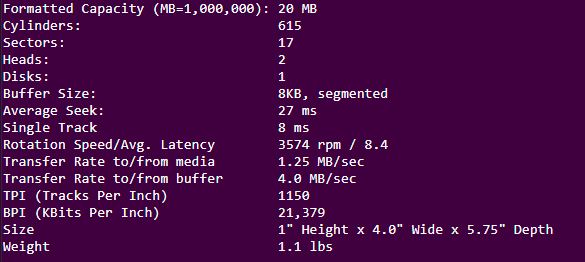 Formatted Capacity (MB=1,000,000): 20 MB
Cylinders: 615
Sectors: 17
Heads: 2
Disks: 1
Buffer Size: 8KB, segmented
Average Seek: 27 ms
Single Track 8 ms
Rotation Speed/Avg. Latency 3574 rpm / 8.4
Transfer Rate to/from media 1.25 MB/sec
Transfer Rate to/from buffer 4.0 MB/sec
TPI (Tracks Per Inch) 1150
BPI (KBits Per Inch) 21,379
Size 1" Height x 4.0" Wide x 5.75" Depth
Weight 1.1 lbs